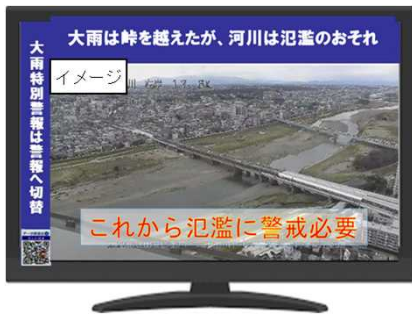 大雨は峠を越えたが、河川は氾濫のおそれ
大雨特別警報は警報へ切替
イメージ
これから氾濫に警戒必要